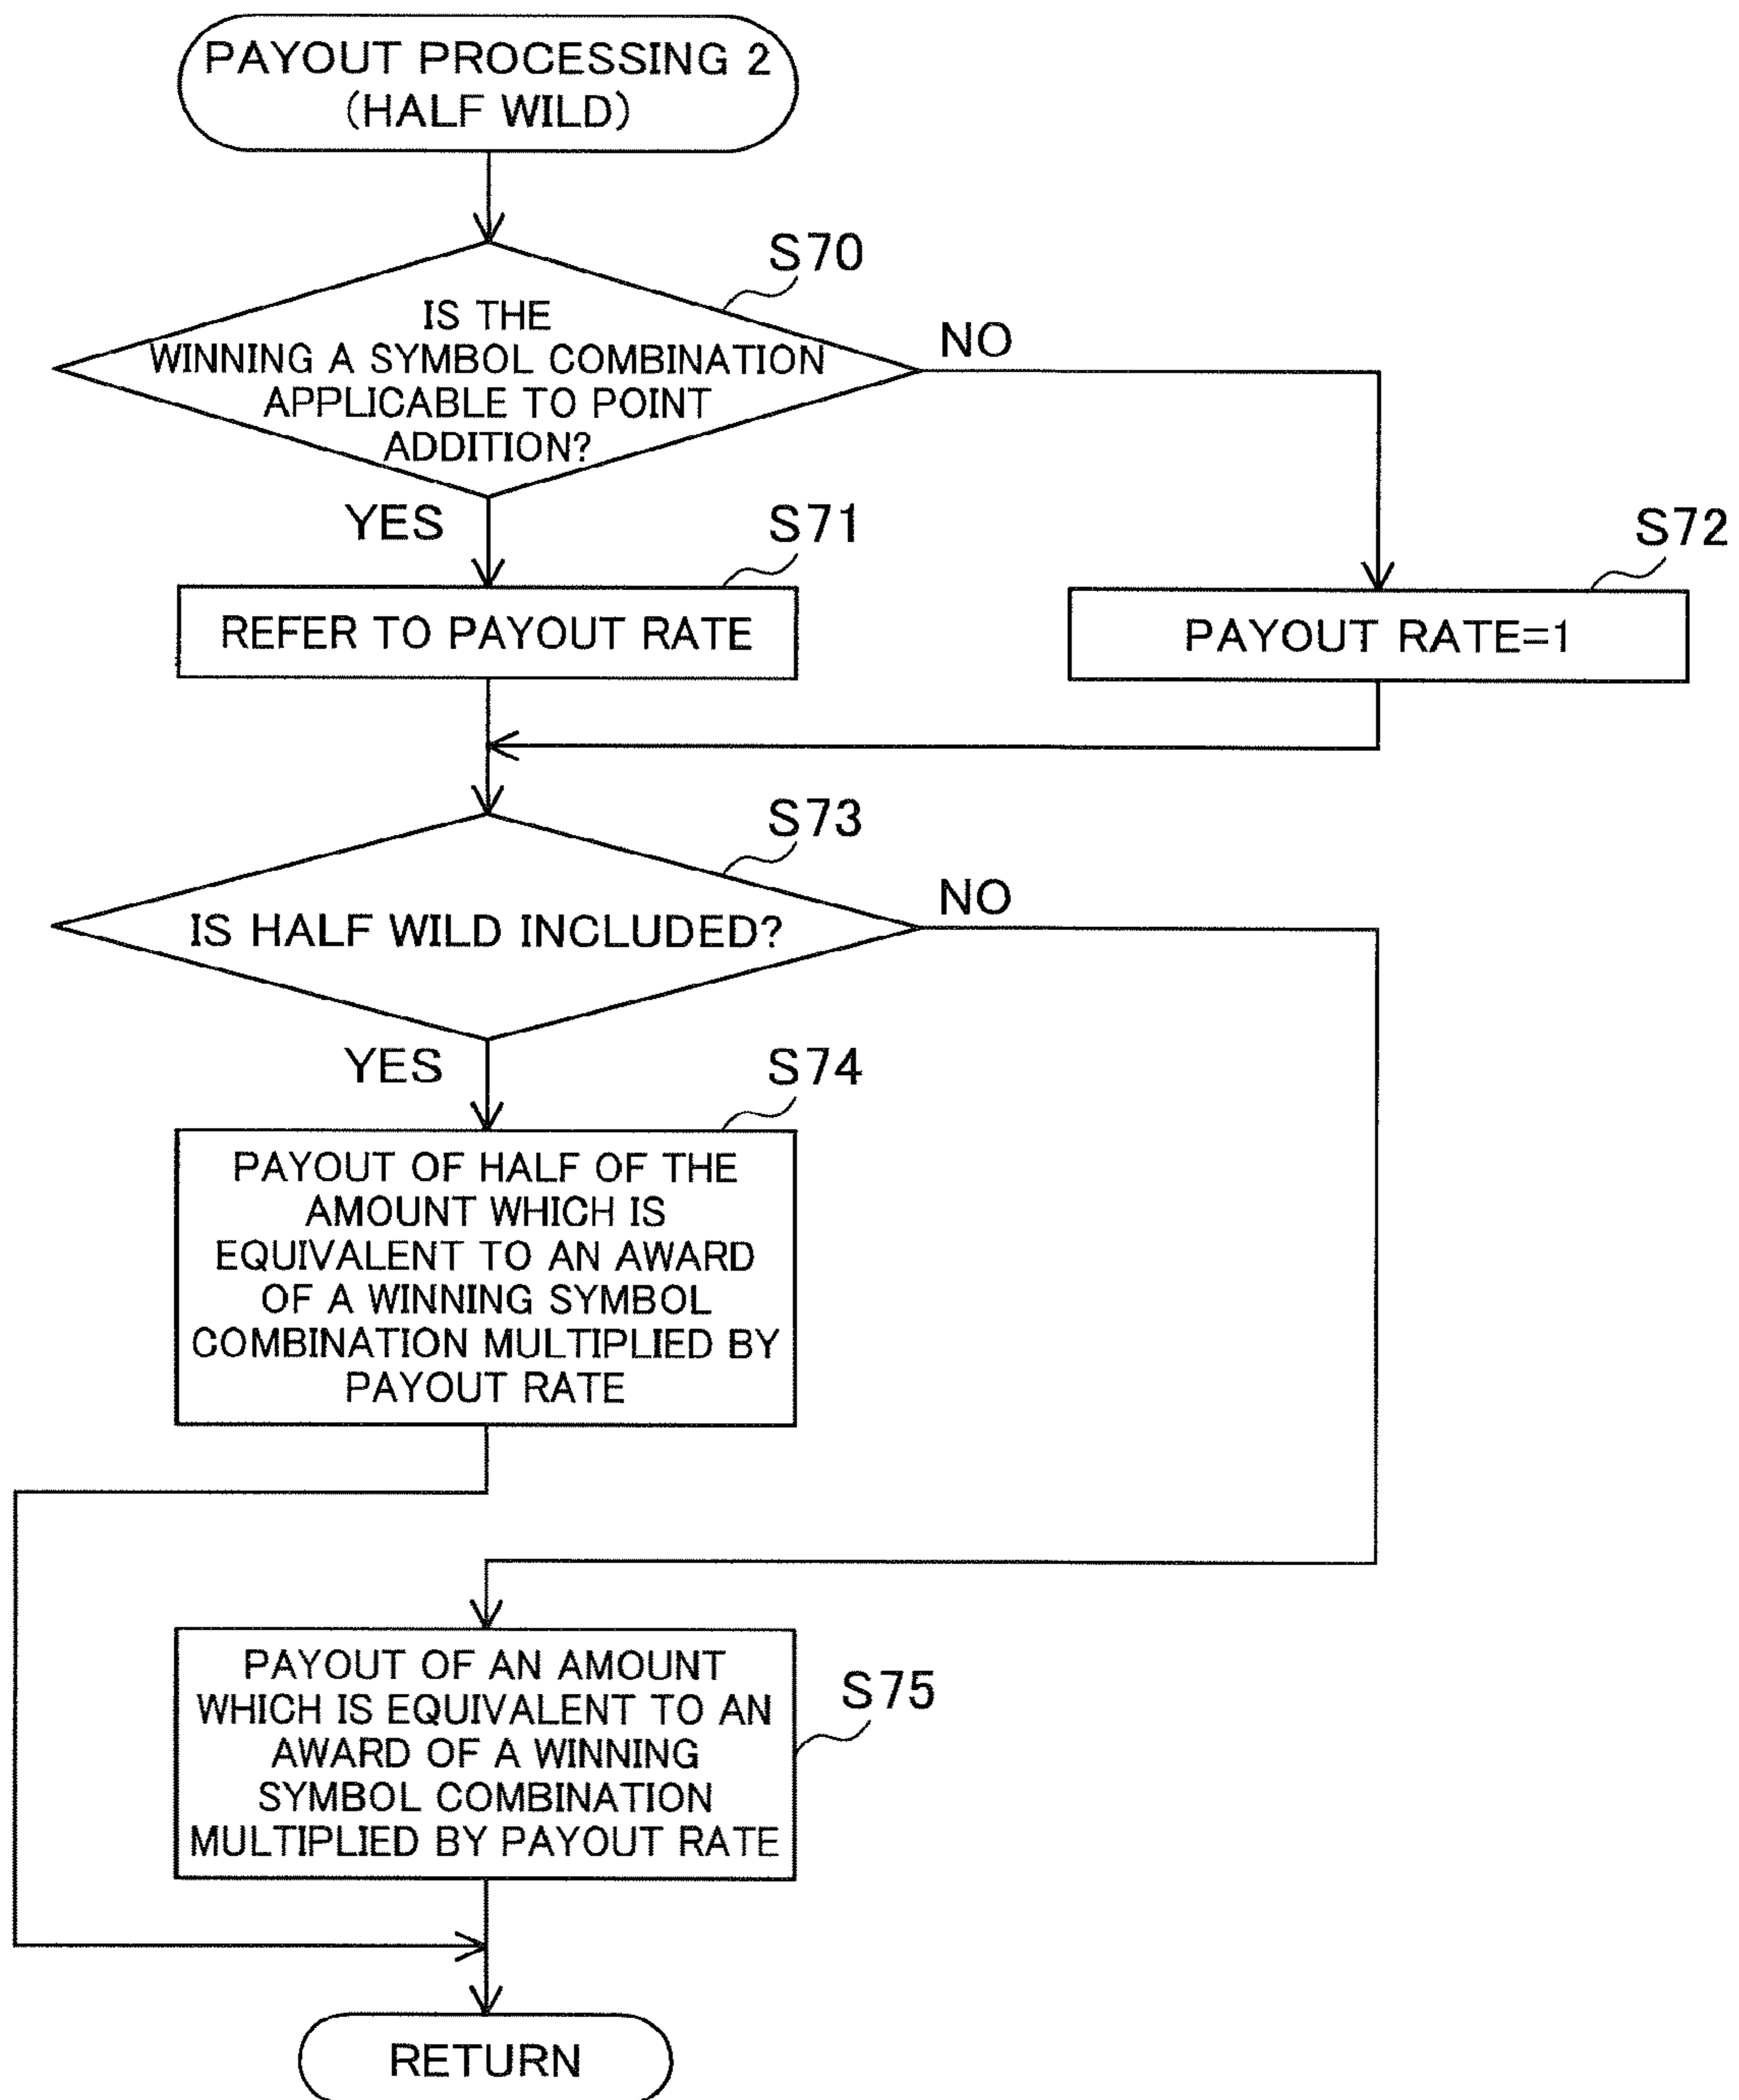 PAYOUT PROCESSING 2
(HALF WILD)
S70
IS THE
WINNING A SYMBOL COMBINATION
APPLICABLE TO POINT
ADDITION?
NO
YES
S71
S72
REFER TO PAYOUT RATE
PAYOUT RATE=1
S73
IS HALF WILD INCLUDED?
NO
YES
S74
PAYOUT OF HALF OF THE
AMOUNT WHICH IS
EQUIVALENT TO AN AWARD
OF A WINNING SYMBOL
COMBINATION MULTIPLIED BY
PAYOUT RATE
PAYOUT OF AN AMOUNT
WHICH IS EQUIVALENT TO AN
AWARD OF A WINNING
SYMBOL COMBINATION
MULTIPLIED BY PAYOUT RATE
S75
RETURN